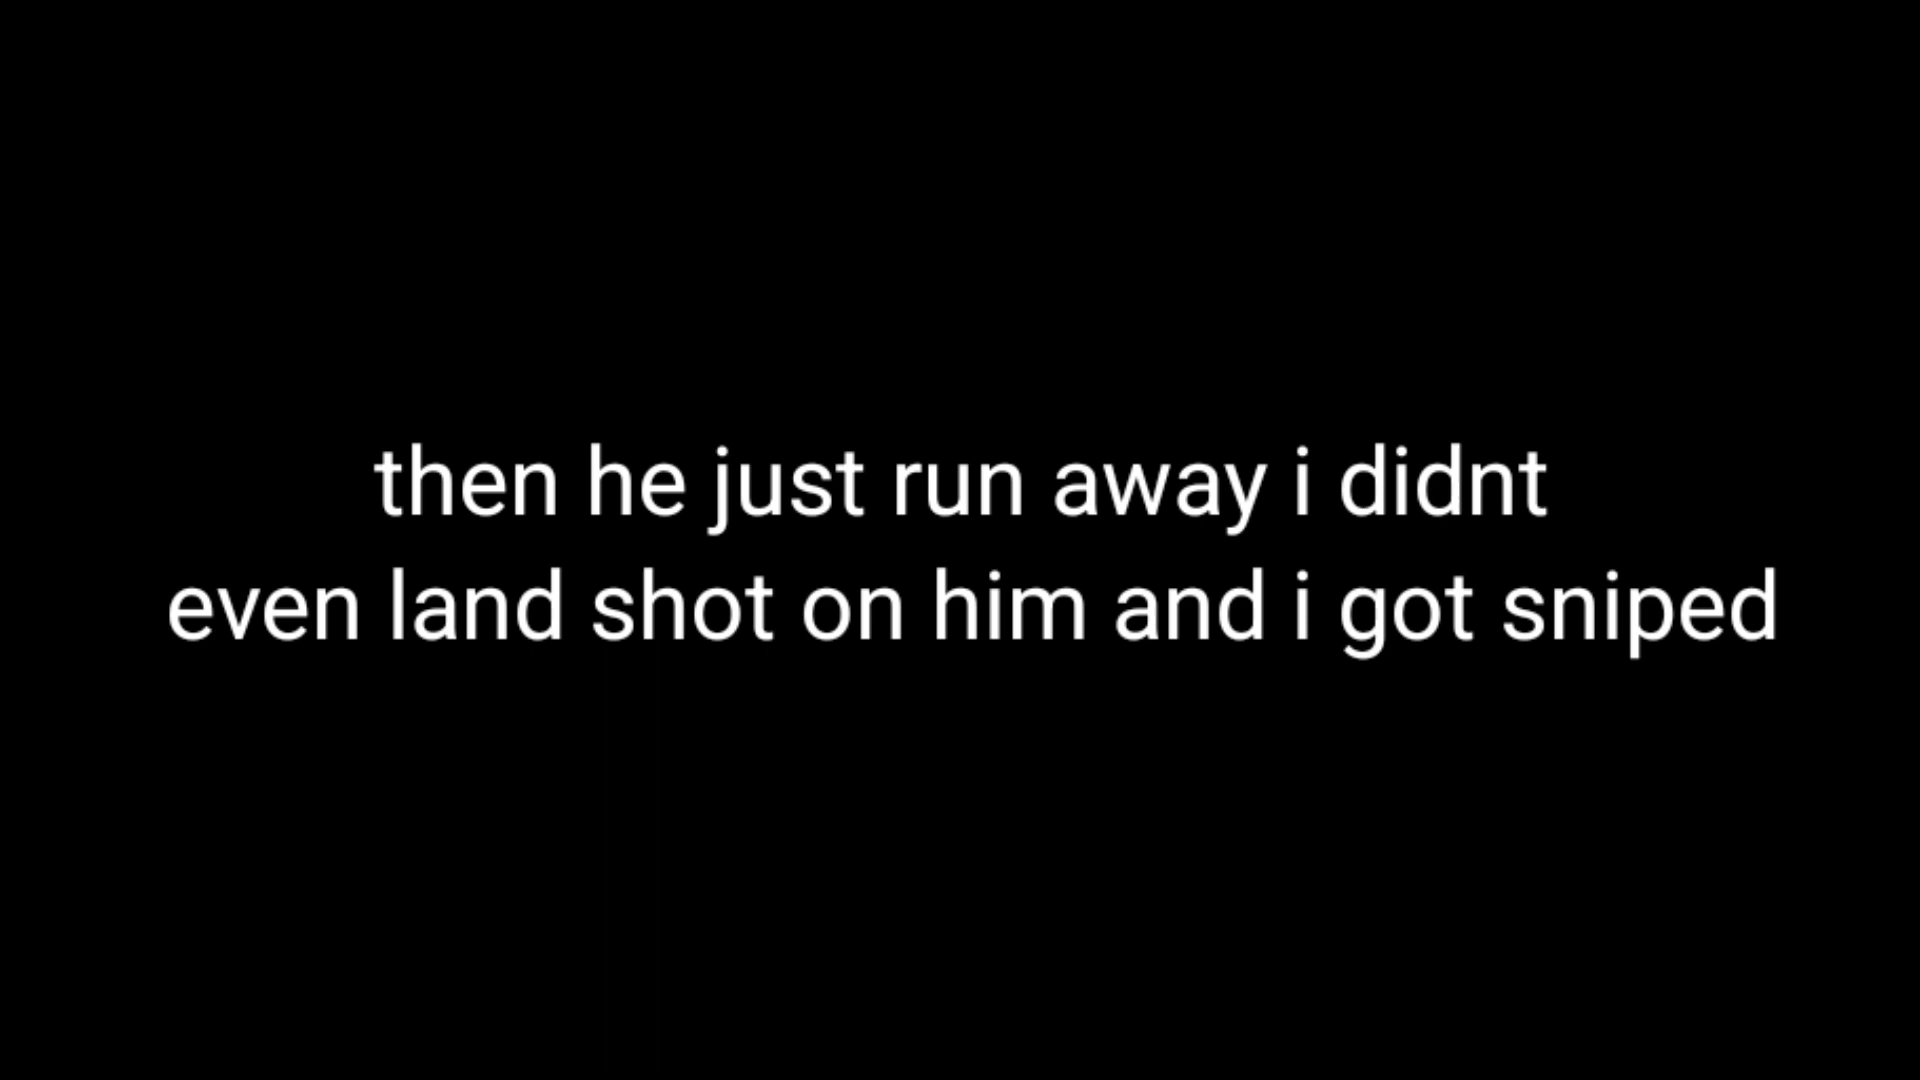 then he just run away i didnt
even land shot on him and i got sniped